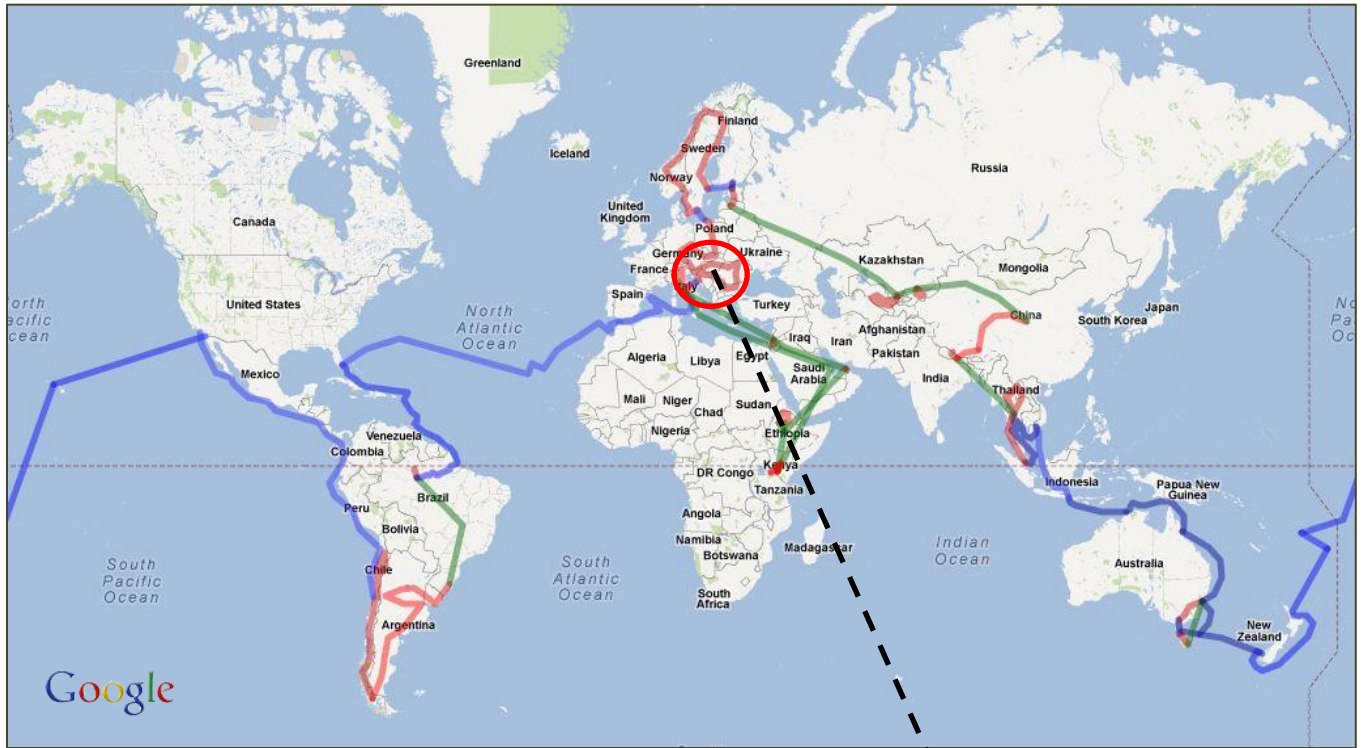 Greenland
Iceland
Finland
Sweden
Norway
Russia
Canada
United
Kingdom
Poland
Germany
Ukraine
France
Kazakhstan
Mongolia
United States
Spain
Turkey
China
Japan
South Korea
North
Atlantic
Ocean
Iraq
Iran
Afghanistan
Pakistan
Algeria
Libya
Egypt
Saudi
Arabia
India
Mexico
Mali
Niger
Chad
Sudan
Thailand
Nigeria
Ethiopia
Venezuela
Colombia
DR Congo
Kenya
Tanzania
Indonesia
Papua New
Guinea
Brazil
Peru
Bolivia
Angola
Namibia
Botswana
Madagascar
Indian
Ocean
Australia
South
Pacific
Ocean
Chile
South
Atlantic
Ocean
South
Africa
Argentina
New
Zealand
Google